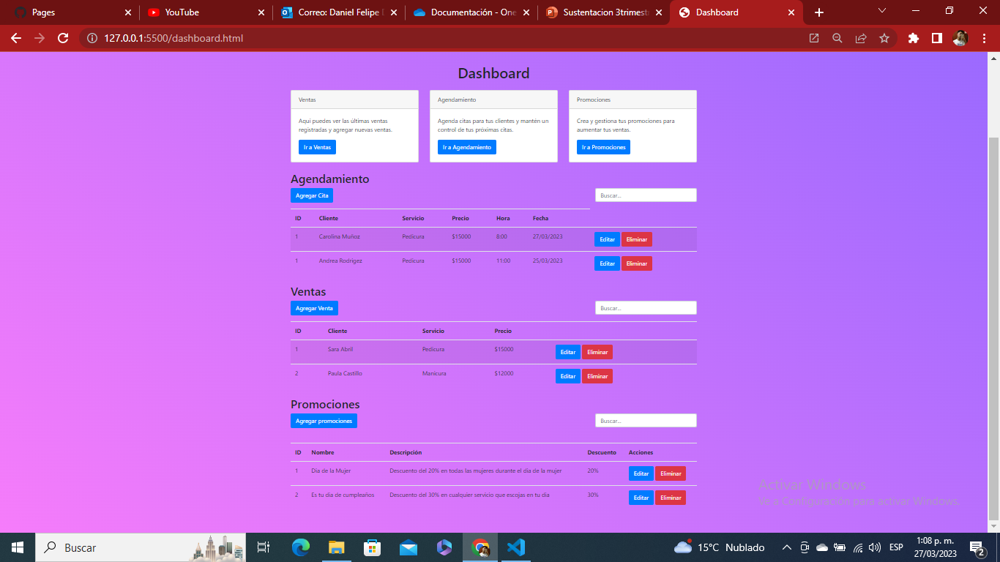 Pages
YouTube
Correo: Daniel Felipe
Documentación - One
Sustentacion 3trimest
Dashboard
127.0.0.1:5500/dashboard.html
Dashboard
Ventas
Aquí puedes ver las últimas ventas
registradas y agregar nuevas ventas.
Ir a Ventas
Agendamiento
Agenda citas para tus clientes y mantén un
control de tus próximas citas.
Ir a Agendamiento
Promociones
Crea y gestiona tus promociones para
aumentar tus ventas.
Ir a Promociones
Agendamiento
Agregar Cita
Buscar...
ID Cliente Servicio Precio Hora Fecha
1 Carolina Muñoz Pedicura $15000 8:00 27/03/2023 Editar Eliminar
1 Andrea Rodrigez Pedicura $15000 11:00 25/03/2023 Editar Eliminar
Ventas
Agregar Venta
Buscar...
ID Cliente Servicio Precio
1 Sara Abril Pedicura $15000 Editar Eliminar
2 Paula Castillo Manicura $12000 Editar Eliminar
Promociones
Agregar promociones
Buscar...
ID Nombre Descripción Descuento Acciones
1 Día de la Mujer Descuento del 20% en todas las mujeres durante el día de la mujer 20% Editar Eliminar
2 Es tu dia de cumpleaños Descuento del 30% en cualquier servicio que escojas en tu dia 30% Editar Eliminar
Activar Windows
Ve a Configuración para activar Windows.
Buscar
15°C Nublado
ESP
1:08 p. m.
27/03/2023
2